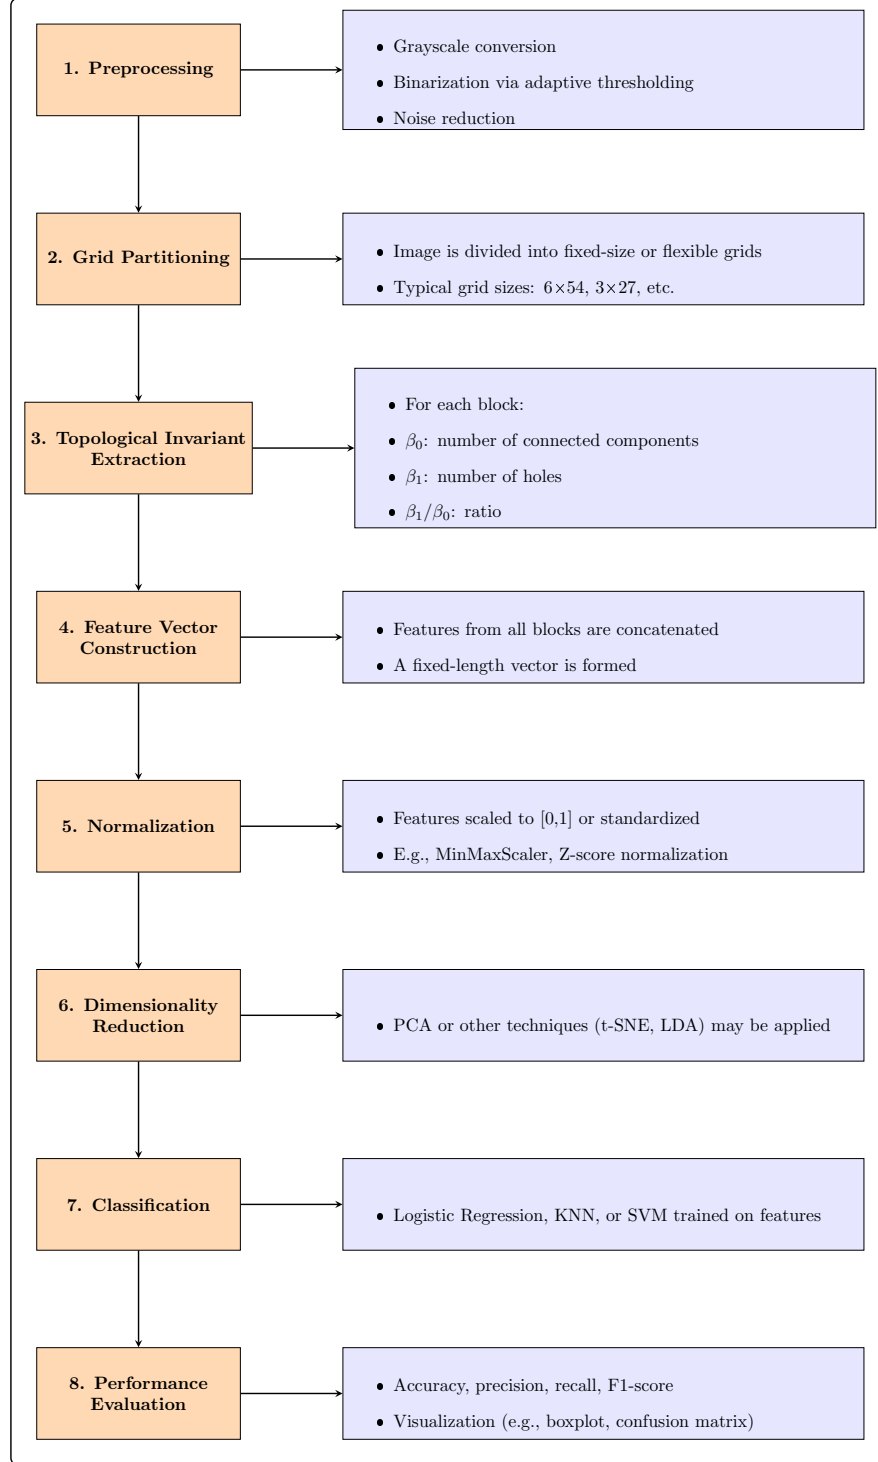 1. Preprocessing
• Grayscale conversion
• Binarization via adaptive thresholding
• Noise reduction
2. Grid Partitioning
• Image is divided into fixed-size or flexible grids
• Typical grid sizes: 6×54, 3×27, etc.
3. Topological Invariant
Extraction
• For each block:
• β₀: number of connected components
• β₁: number of holes
• β₁/β₀: ratio
4. Feature Vector
Construction
• Features from all blocks are concatenated
• A fixed-length vector is formed
5. Normalization
• Features scaled to [0,1] or standardized
• E.g., MinMaxScaler, Z-score normalization
6. Dimensionality
Reduction
• PCA or other techniques (t-SNE, LDA) may be applied
7. Classification
• Logistic Regression, KNN, or SVM trained on features
8. Performance
Evaluation
• Accuracy, precision, recall, F1-score
• Visualization (e.g., boxplot, confusion matrix)